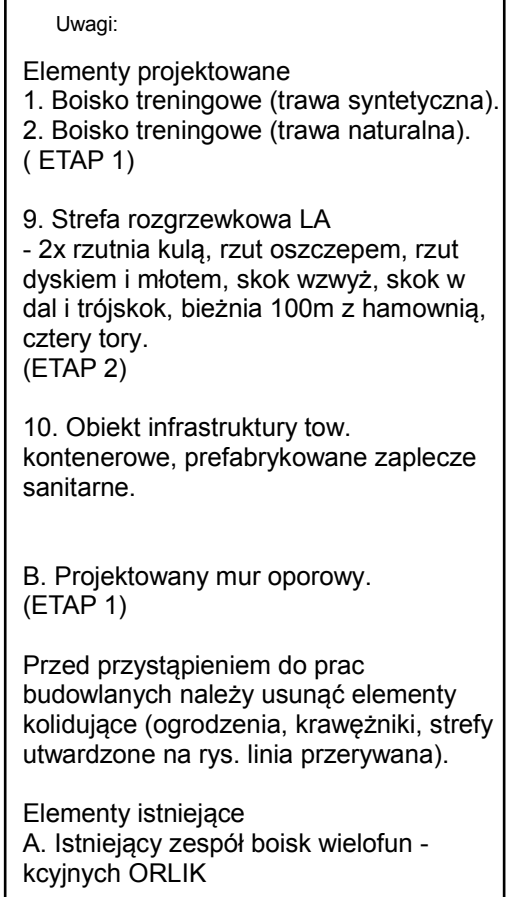 Uwagi:
Elementy projektowane
1. Boisko treningowe (trawa syntetyczna).
2. Boisko treningowe (trawa naturalna).
( ETAP 1)
9. Strefa rozgrzewkowa LA
- 2x rzutnia kulą, rzut oszczepem, rzut
dyskiem i młotem, skok wzwyż, skok w
dal i trójskok, bieżnia 100m z hamownią,
cztery tory.
(ETAP 2)
10. Obiekt infrastruktury tow.
kontenerowe, prefabrykowane zaplecze
sanitarne.
B. Projektowany mur oporowy.
(ETAP 1)
Przed przystąpieniem do prac
budowlanych należy usunąć elementy
kolidujące (ogrodzenia, krawężniki, strefy
utwardzone na rys. linia przerywana).
Elementy istniejące
A. Istniejący zespół boisk wielofun -
kcyjnych ORLIK